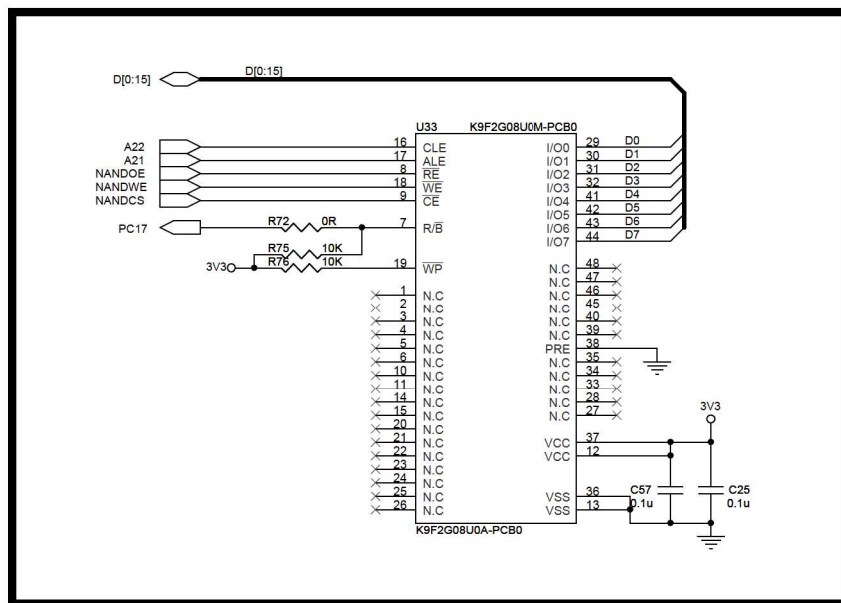 D[0:15] D[0:15]
U33 K9F2G08U0M-PCB0
A22 16 CLE I/O0 29 D0
A21 17 ALE I/O1 30 D1
NANDOE 8 RE I/O2 31 D2
NANDWE 18 WE I/O3 32 D3
NANDCS 9 CE I/O4 41 D4
I/O5 42 D5
PC17 R72 0R 7 R/B I/O6 43 D6
I/O7 44 D7
R75 10K
3V3 R76 10K 19 WP N.C 48
N.C 47
1 N.C N.C 46
2 N.C N.C 45
3 N.C N.C 40
4 N.C N.C 39
5 N.C PRE 38
6 N.C N.C 35
10 N.C N.C 34
11 N.C N.C 33
14 N.C N.C 28
15 N.C N.C 27
20 N.C
21 N.C VCC 37 3V3
22 N.C VCC 12
23 N.C
24 N.C
25 N.C VSS 36 C57 0.1u C25 0.1u
26 N.C VSS 13
K9F2G08U0A-PCB0